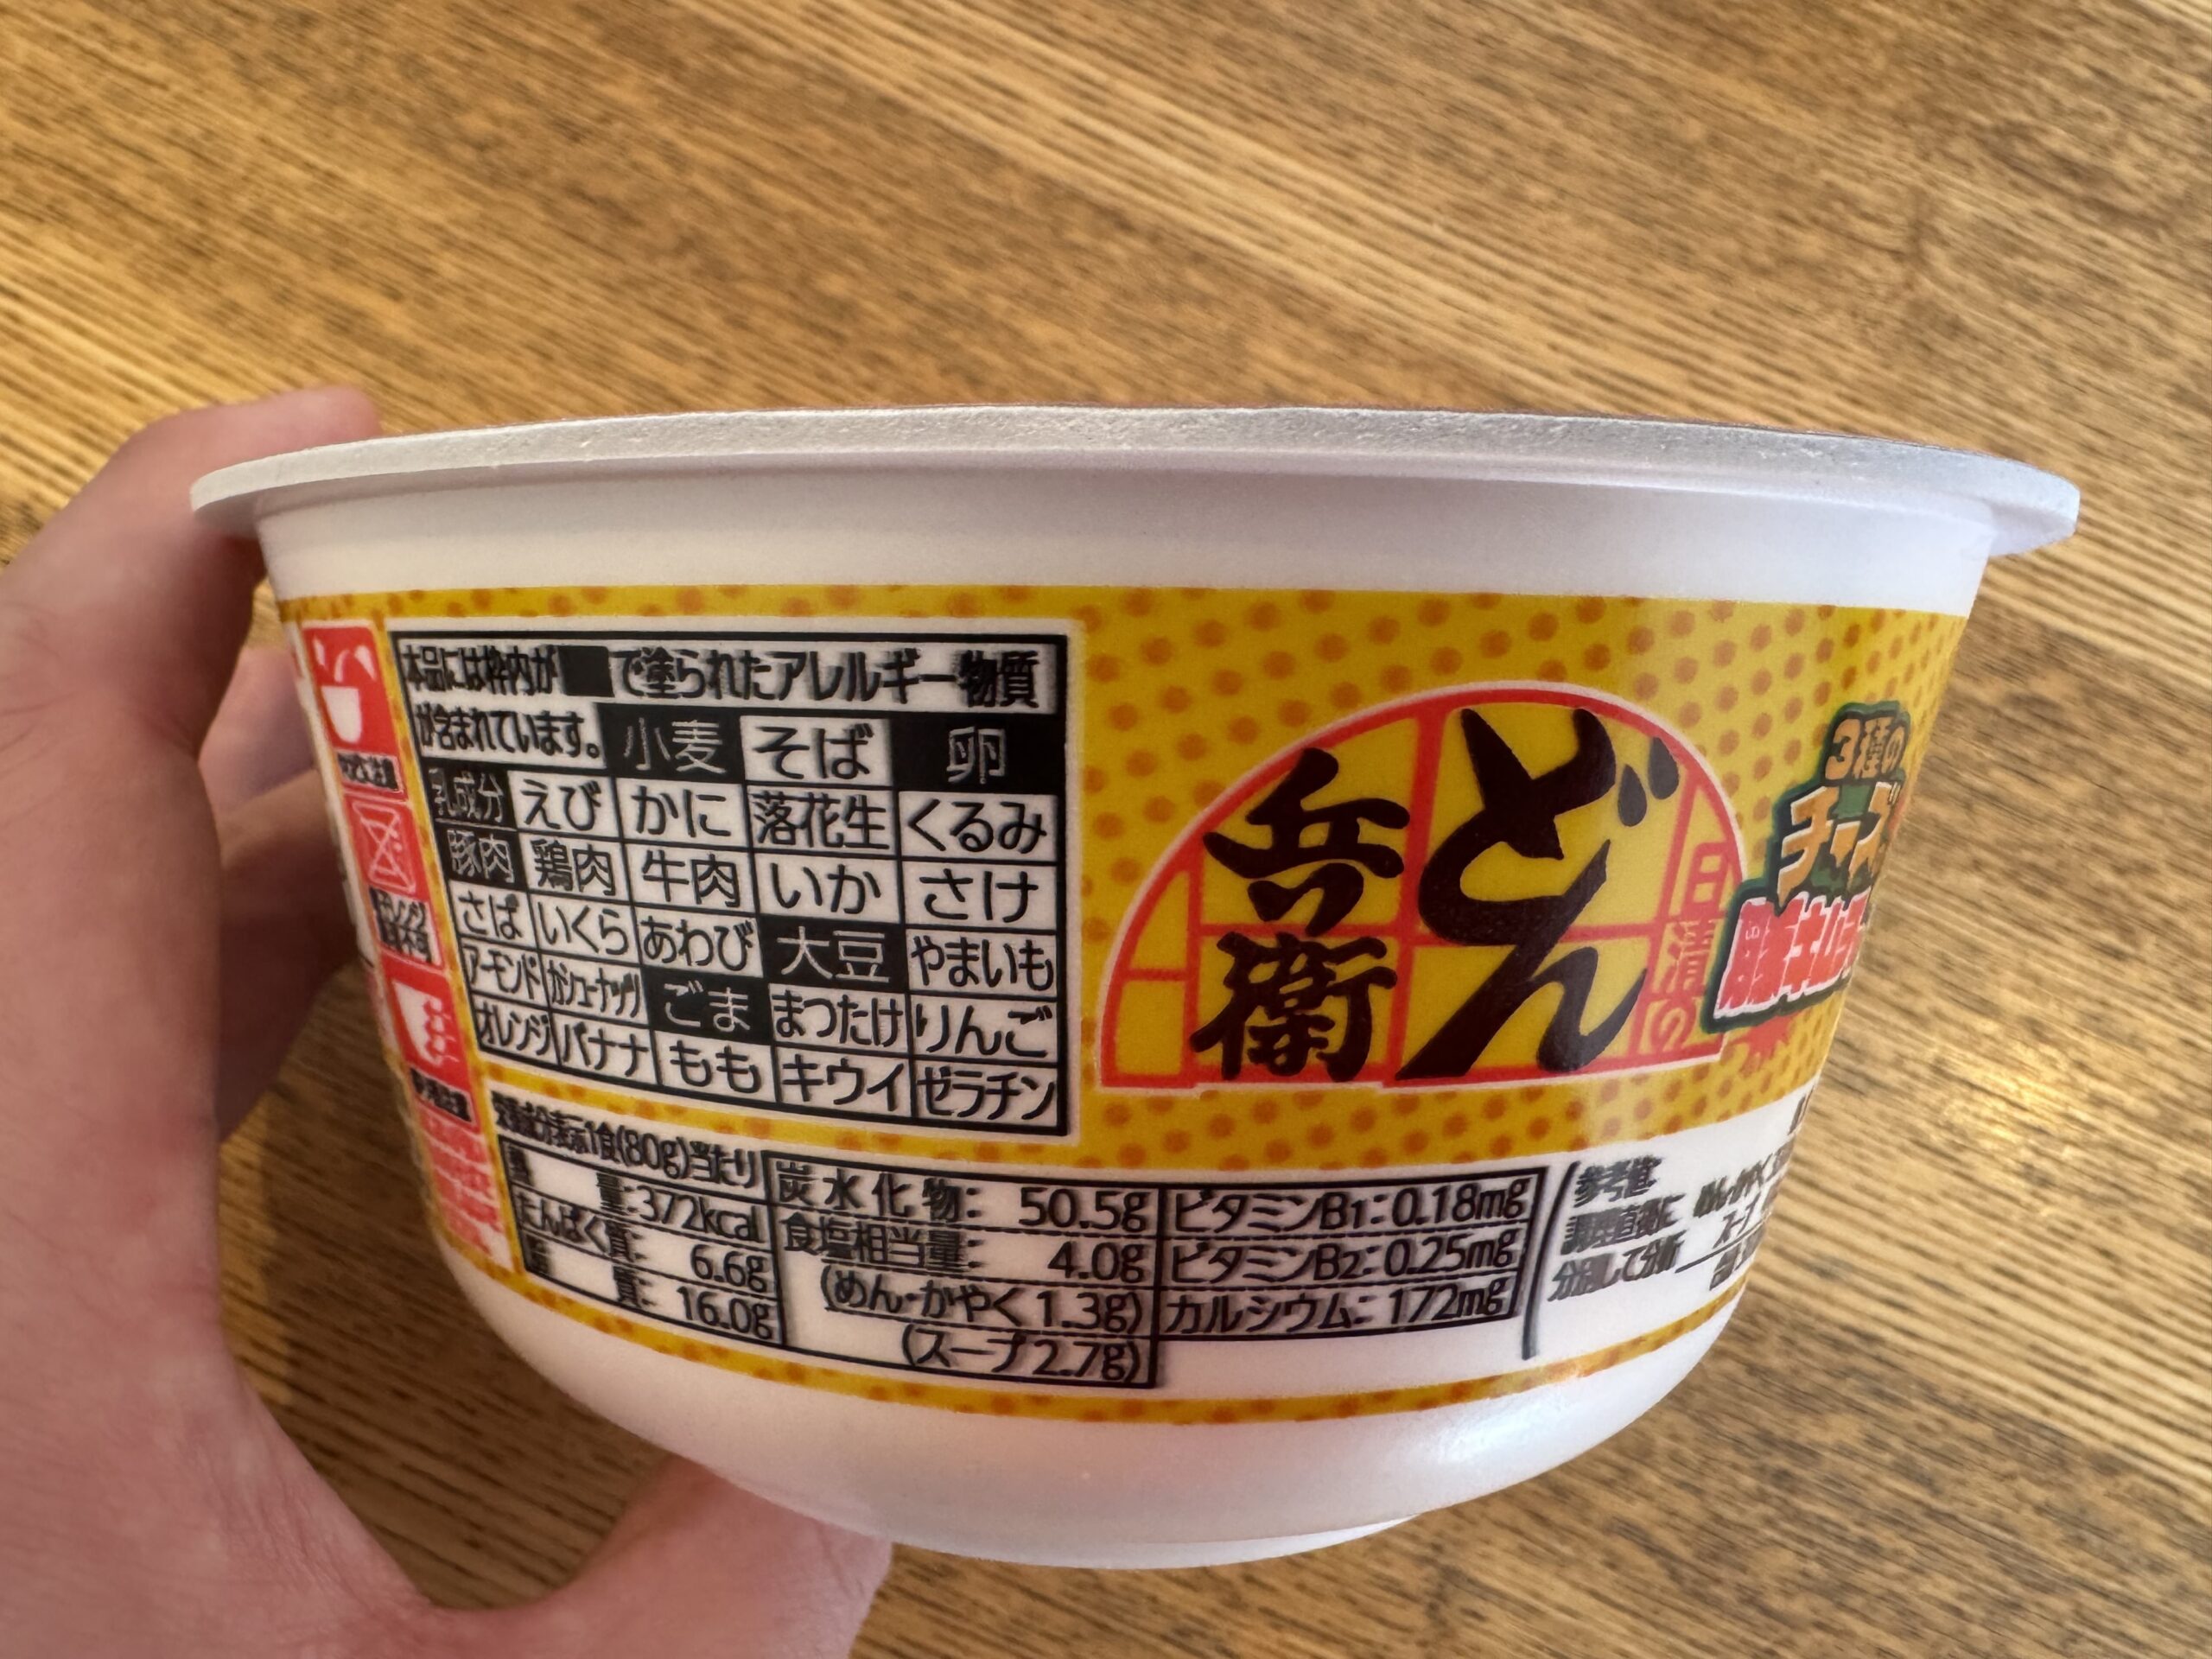 本品には枠内が■で塗られたアレルギー物質
が含まれています。 小麦 そば 卵
乳成分 えび かに 落花生 くるみ
豚肉 鶏肉 牛肉 いか さけ
さば いくら あわび 大豆 やまいも
アーモンド カシューナッツ ごま まつたけ りんご
オレンジ バナナ もも キウイ ゼラチン
日清の
どん
兵衛
3種の
チーズ
豚キムチ
栄養成分表示1食(80g)当たり
熱量:372kcal
たんぱく質: 6.6g
脂質: 16.0g
炭水化物: 50.5g
食塩相当量: 4.0g
(めん・かやく 1.3g)
(スープ 2.7g)
ビタミンB1: 0.18mg
ビタミンB2: 0.25mg
カルシウム: 172mg
参考値
調理直後に
分別して分析